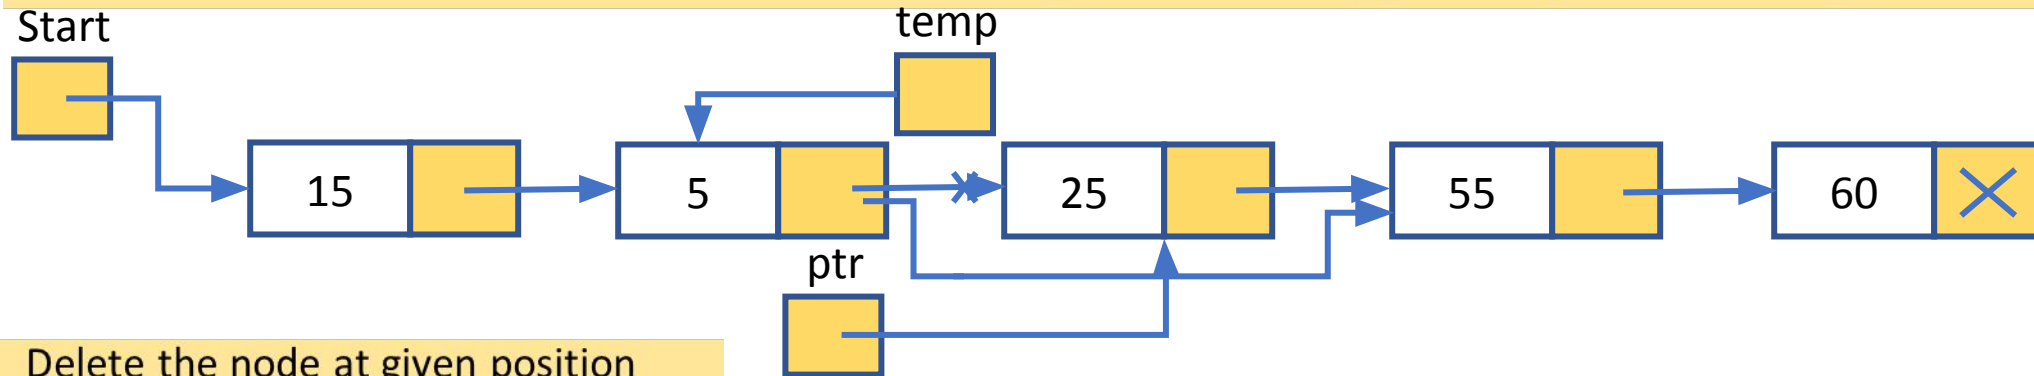 Start
temp
15
5
25
55
60
ptr
Delete the node at given position